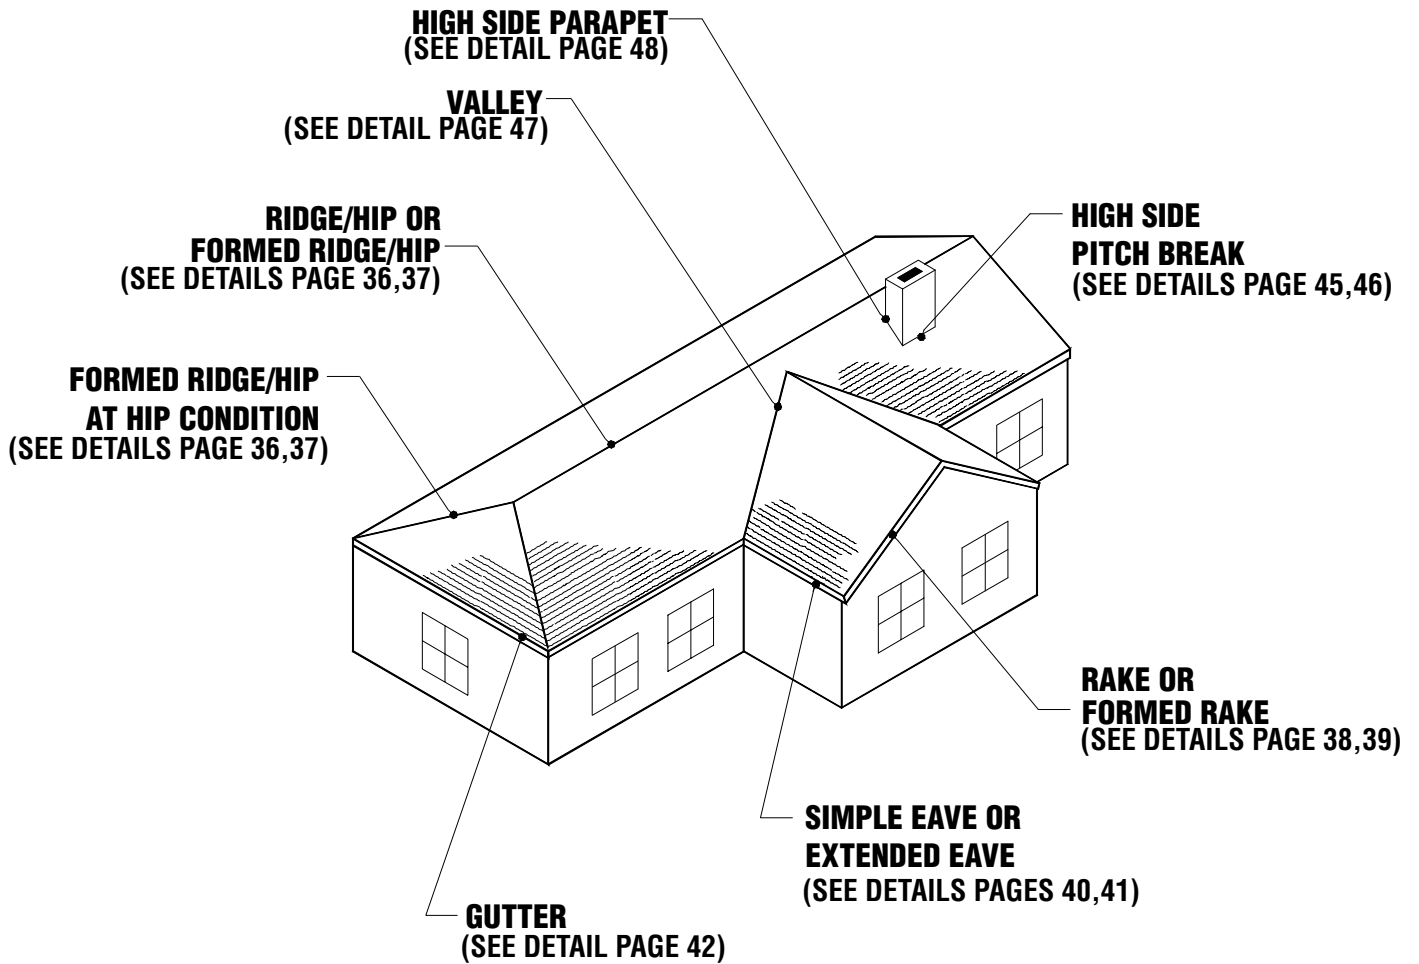 HIGH SIDE PARAPET
(SEE DETAIL PAGE 48)
VALLEY
(SEE DETAIL PAGE 47)
RIDGE/HIP OR
FORMED RIDGE/HIP
(SEE DETAILS PAGE 36,37)
HIGH SIDE
PITCH BREAK
(SEE DETAILS PAGE 45,46)
FORMED RIDGE/HIP
AT HIP CONDITION
(SEE DETAILS PAGE 36,37)
RAKE OR
FORMED RAKE
(SEE DETAILS PAGE 38,39)
SIMPLE EAVE OR
EXTENDED EAVE
(SEE DETAILS PAGES 40,41)
GUTTER
(SEE DETAIL PAGE 42)